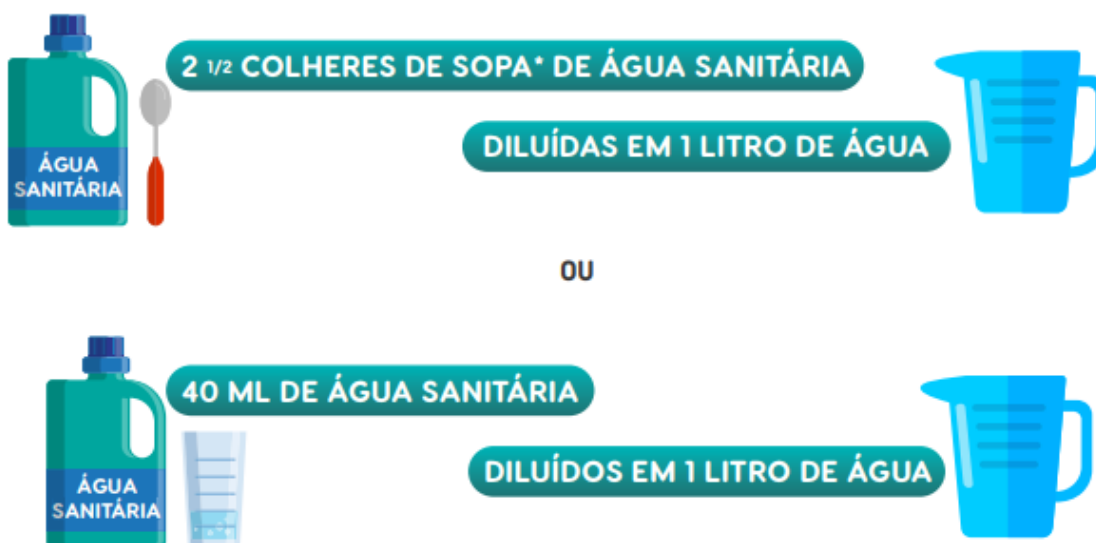 2 1/2 COLHERES DE SOPA* DE ÁGUA SANITÁRIA
DILUÍDAS EM 1 LITRO DE ÁGUA
ÁGUA
SANITÁRIA
OU
40 ML DE ÁGUA SANITÁRIA
DILUÍDOS EM 1 LITRO DE ÁGUA
ÁGUA
SANITÁRIA